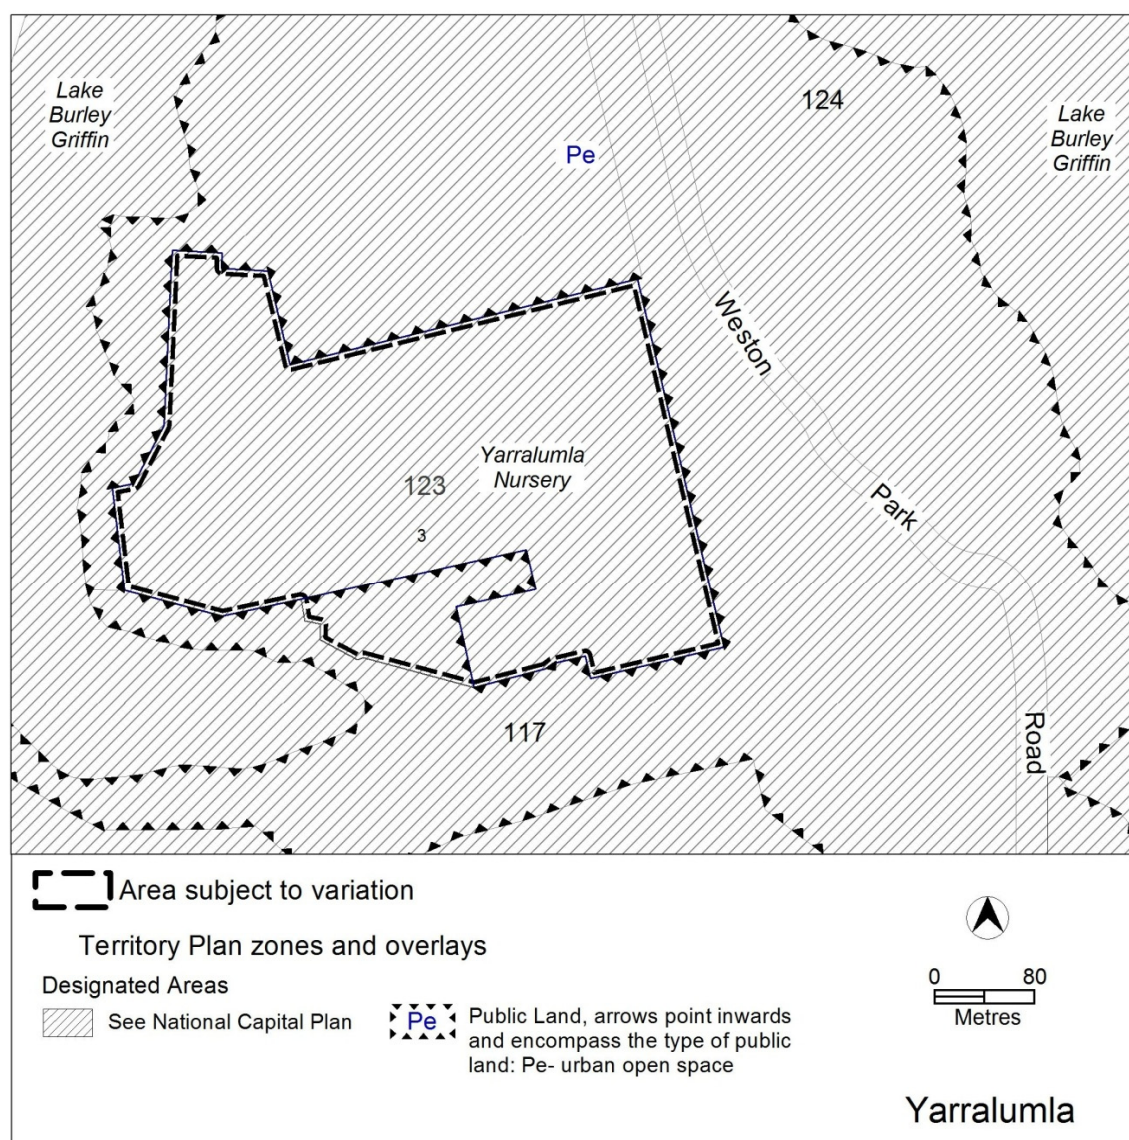 Lake
Burley
Griffin
124
Lake
Burley
Griffin
Pe
Weston
Park
Road
Yarralumla
Nursery
123
3
117
Area subject to variation
Territory Plan zones and overlays
Designated Areas
See National Capital Plan
Pe
Public Land, arrows point inwards
and encompass the type of public
land: Pe- urban open space
0 80
Metres
Yarralumla